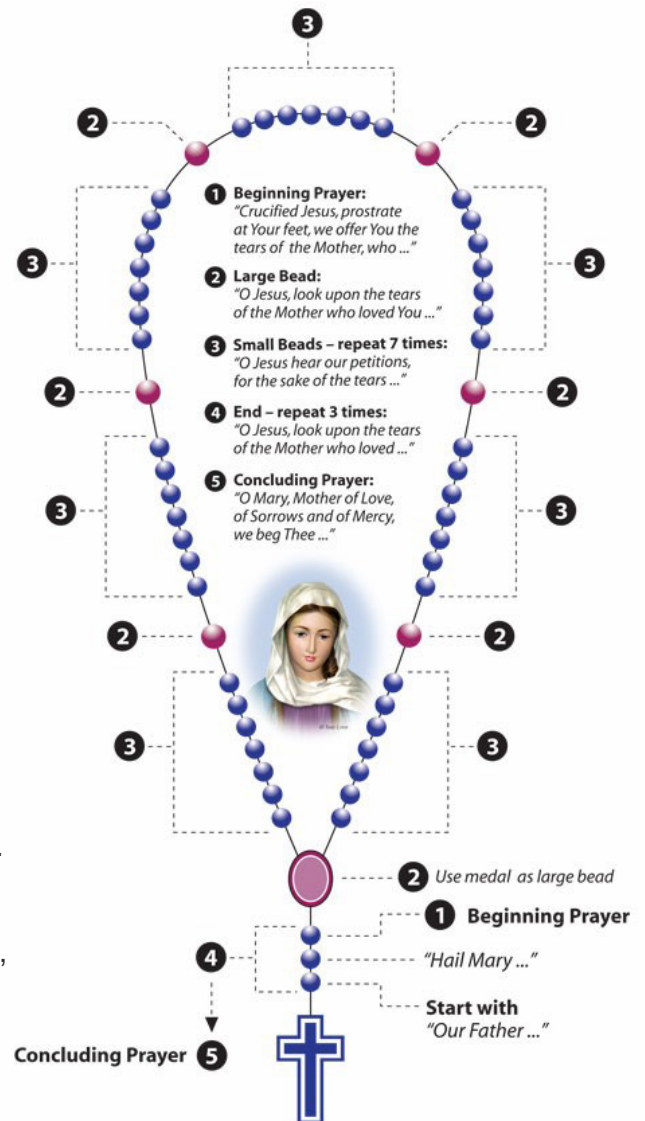 3
2
2
3
3
1 Beginning Prayer:
"Crucified Jesus, prostrate
at Your feet, we offer You the
tears of the Mother, who ..."
2 Large Bead:
"O Jesus, look upon the tears
of the Mother who loved You ..."
3 Small Beads – repeat 7 times:
"O Jesus hear our petitions,
for the sake of the tears ..."
4 End – repeat 3 times:
"O Jesus, look upon the tears
of the Mother who loved ..."
5 Concluding Prayer:
"O Mary, Mother of Love,
of Sorrows and of Mercy,
we beg Thee ..."
2
2
3
3
2
2
3
3
2 Use medal as large bead
1 Beginning Prayer
4
"Hail Mary ..."
Start with
"Our Father ..."
Concluding Prayer 5